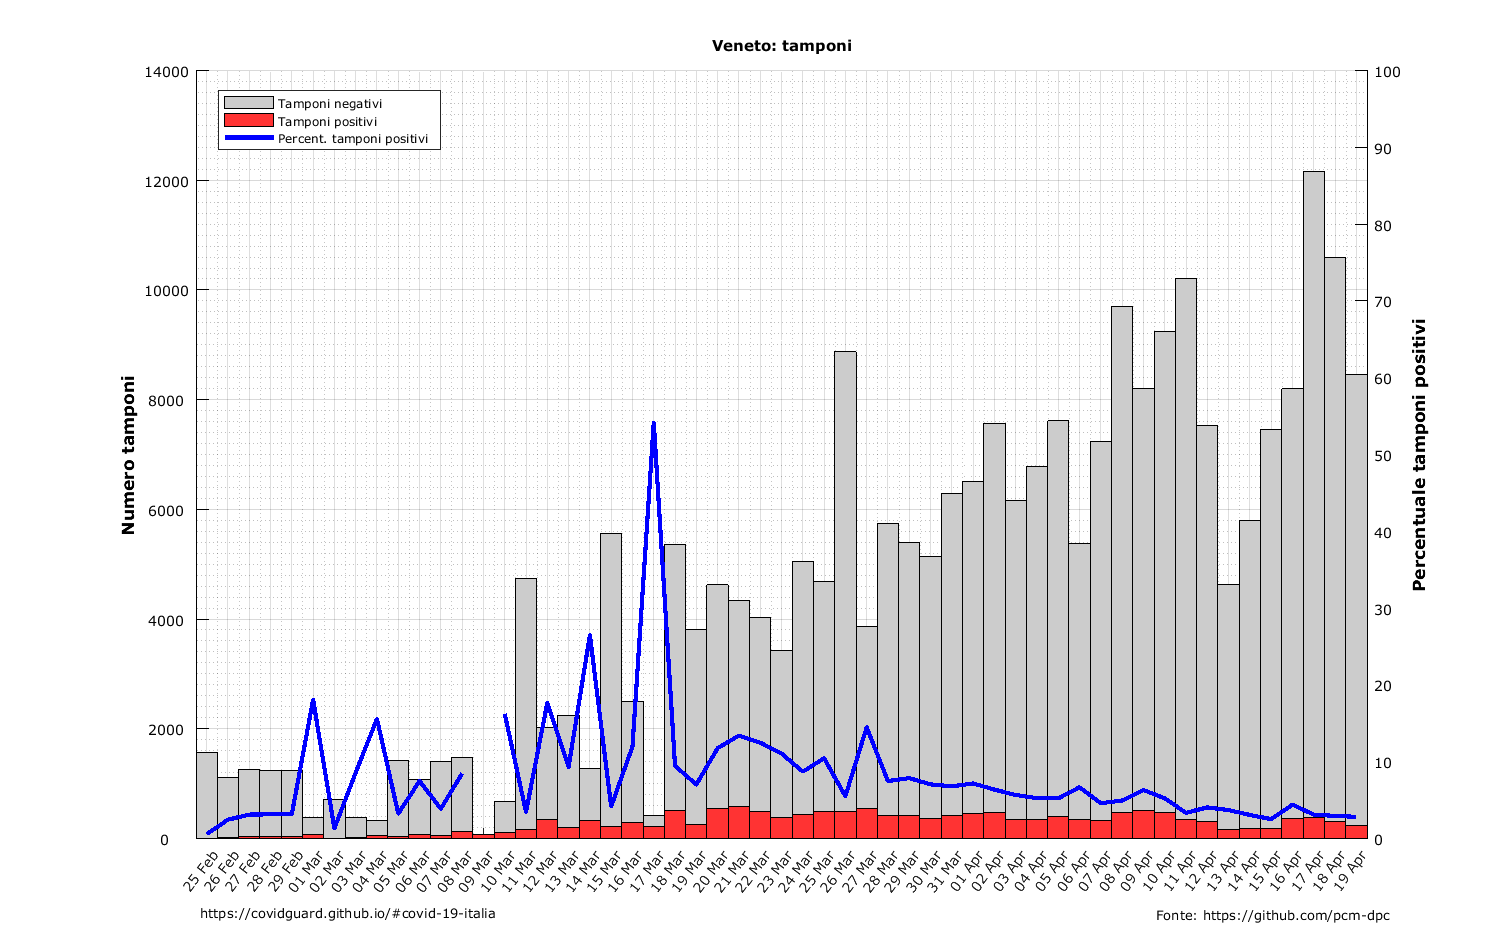 Veneto: tamponi
14000
12000
10000
8000
6000
4000
2000
0
Numero tamponi
Tamponi negativi
Tamponi positivi
Percent. tamponi positivi
100
90
80
70
60
50
40
30
20
10
0
Percentuale tamponi positivi
25 Feb
26 Feb
27 Feb
28 Feb
29 Feb
01 Mar
02 Mar
03 Mar
04 Mar
05 Mar
06 Mar
07 Mar
08 Mar
09 Mar
10 Mar
11 Mar
12 Mar
13 Mar
14 Mar
15 Mar
16 Mar
17 Mar
18 Mar
19 Mar
20 Mar
21 Mar
22 Mar
23 Mar
24 Mar
25 Mar
26 Mar
27 Mar
28 Mar
29 Mar
30 Mar
31 Mar
01 Apr
02 Apr
03 Apr
04 Apr
05 Apr
06 Apr
07 Apr
08 Apr
09 Apr
10 Apr
11 Apr
12 Apr
13 Apr
14 Apr
15 Apr
16 Apr
17 Apr
18 Apr
19 Apr
https://covidguard.github.io/#covid-19-italia
Fonte: https://github.com/pcm-dpc